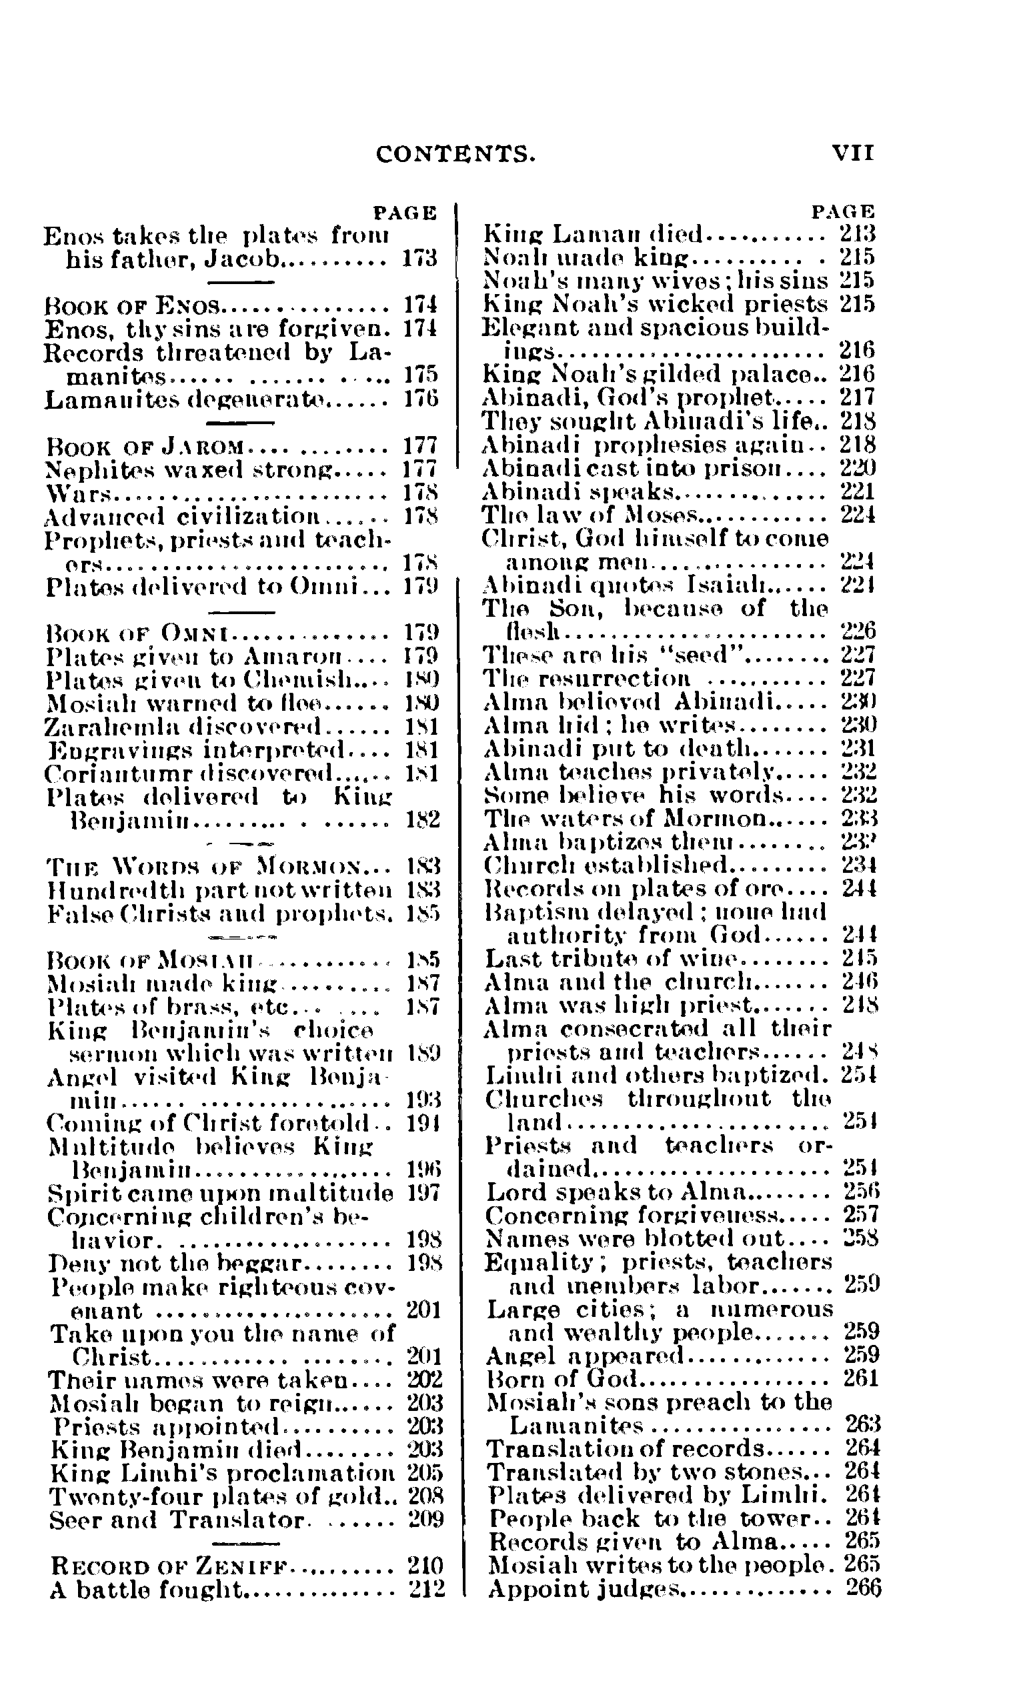 CONTENTS. VII
PAGE
Enos takes the plates from
his father, Jacob.......... 173
BOOK OF ENOS............... 174
Enos, thy sins are forgiven. 174
Records threatened by La-
manites...... ....... ..... 175
Lamanites degenerate...... 176
BOOK OF JAROM.... ......... 177
Nephites waxed strong..... 177
Wars........................ 178
Advanced civilization...... 178
Prophets, priests and teach-
ers......................... 178
Plates delivered to Omni... 179
BOOK OF OMNI.............. 179
Plates given to Amaron.... 179
Plates given to Chemish.... 180
Mosiah warned to flee...... 180
Zarahemla discovered...... 181
Engravings interpreted.... 181
Coriantumr discovered...... 181
Plates delivered to King
Benjamin......... . ...... 182
THE WORDS OF MORMON... 183
Hundredth part not written 183
False Christs and prophets. 185
BOOK OF MOSIAH............ 185
Mosiah made king.......... 187
Plates of brass, etc... ..... 187
King Benjamin's choice
sermon which was written 189
Angel visited King Benja-
min...... ................. 193
Coming of Christ foretold.. 194
Multitude believes King
Benjamin.................. 196
Spirit came upon multitude 197
Concerning children's be-
havior. ................... 198
Deny not the beggar........ 198
People make righteous cov-
enant ..................... 201
Take upon you the name of
Christ............ ......... 201
Their names were taken.... 202
Mosiah began to reign...... 203
Priests appointed........... 203
King Benjamin died........ 203
King Limhi's proclamation 205
Twenty-four plates of gold.. 208
Seer and Translator. ....... 209
RECORD OF ZENIFF.......... 210
A battle fought.............. 212
PAGE
King Laman died........... 213
Noah made king.......... . 215
Noah's many wives; his sins 215
King Noah's wicked priests 215
Elegant and spacious build-
ings........................ 216
King Noah's gilded palace.. 216
Abinadi, God's prophet..... 217
They sought Abinadi's life.. 218
Abinadi prophesies again.. 218
Abinadi cast into prison.... 220
Abinadi speaks.............. 221
The law of Moses............ 224
Christ, God himself to come
among men................ 224
Abinadi quotes Isaiah...... 224
The Son, because of the
flesh........................ 226
These are his "seed"........ 227
The resurrection ........... 227
Alma believed Abinadi..... 230
Alma hid; he writes........ 230
Abinadi put to death....... 231
Alma teaches privately..... 232
Some believe his words.... 232
The waters of Mormon...... 233
Alma baptizes them........
Church established......... 234
Records on plates of ore.... 244
Baptism delayed; none had
authority from God...... 244
Last tribute of wine........ 245
Alma and the church....... 246
Alma was high priest....... 248
Alma consecrated all their
priests and teachers...... 248
Limhi and others baptized. 254
Churches throughout the
land........................ 254
Priests and teachers or-
dained..................... 254
Lord speaks to Alma........ 256
Concerning forgiveness..... 257
Names were blotted out.... 258
Equality; priests, teachers
and members labor....... 259
Large cities; a numerous
and wealthy people....... 259
Angel appeared............. 259
Born of God................. 261
Mosiah's sons preach to the
Lamanites ................ 263
Translation of records...... 264
Translated by two stones... 264
Plates delivered by Limhi. 264
People back to the tower.. 264
Records given to Alma..... 265
Mosiah writes to the people. 265
Appoint judges.............. 266